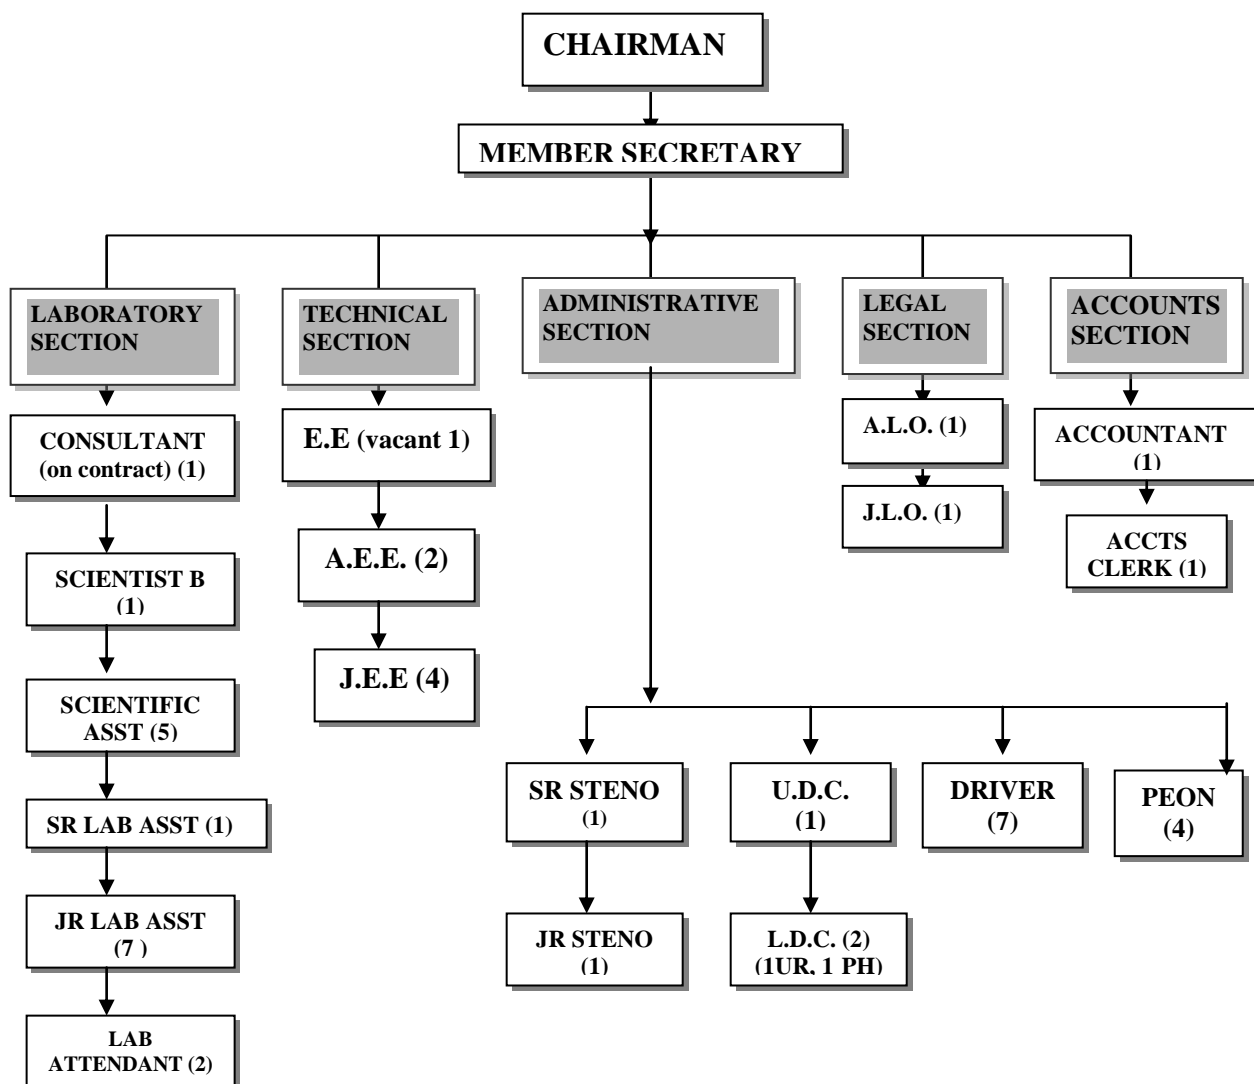 CHAIRMAN
MEMBER SECRETARY
LABORATORY
SECTION
TECHNICAL
SECTION
ADMINISTRATIVE
SECTION
LEGAL
SECTION
ACCOUNTS
SECTION
CONSULTANT
(on contract) (1)
E.E (vacant 1)
A.L.O. (1)
ACCOUNTANT
(1)
J.L.O. (1)
ACCTS
CLERK (1)
SCIENTIST B
(1)
A.E.E. (2)
J.E.E (4)
SCIENTIFIC
ASST (5)
SR LAB ASST (1)
JR LAB ASST
(7 )
LAB
ATTENDANT (2)
SR STENO
(1)
U.D.C.
(1)
DRIVER
(7)
PEON
(4)
JR STENO
(1)
L.D.C. (2)
(1UR, 1 PH)